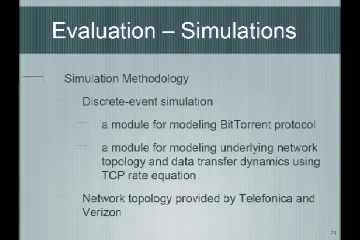 Evaluation – Simulations
Simulation Methodology
Discrete-event simulation
a module for modeling BitTorrent protocol
a module for modeling underlying network
topology and data transfer dynamics using
TCP rate equation
Network topology provided by Telefonica and
Verizon